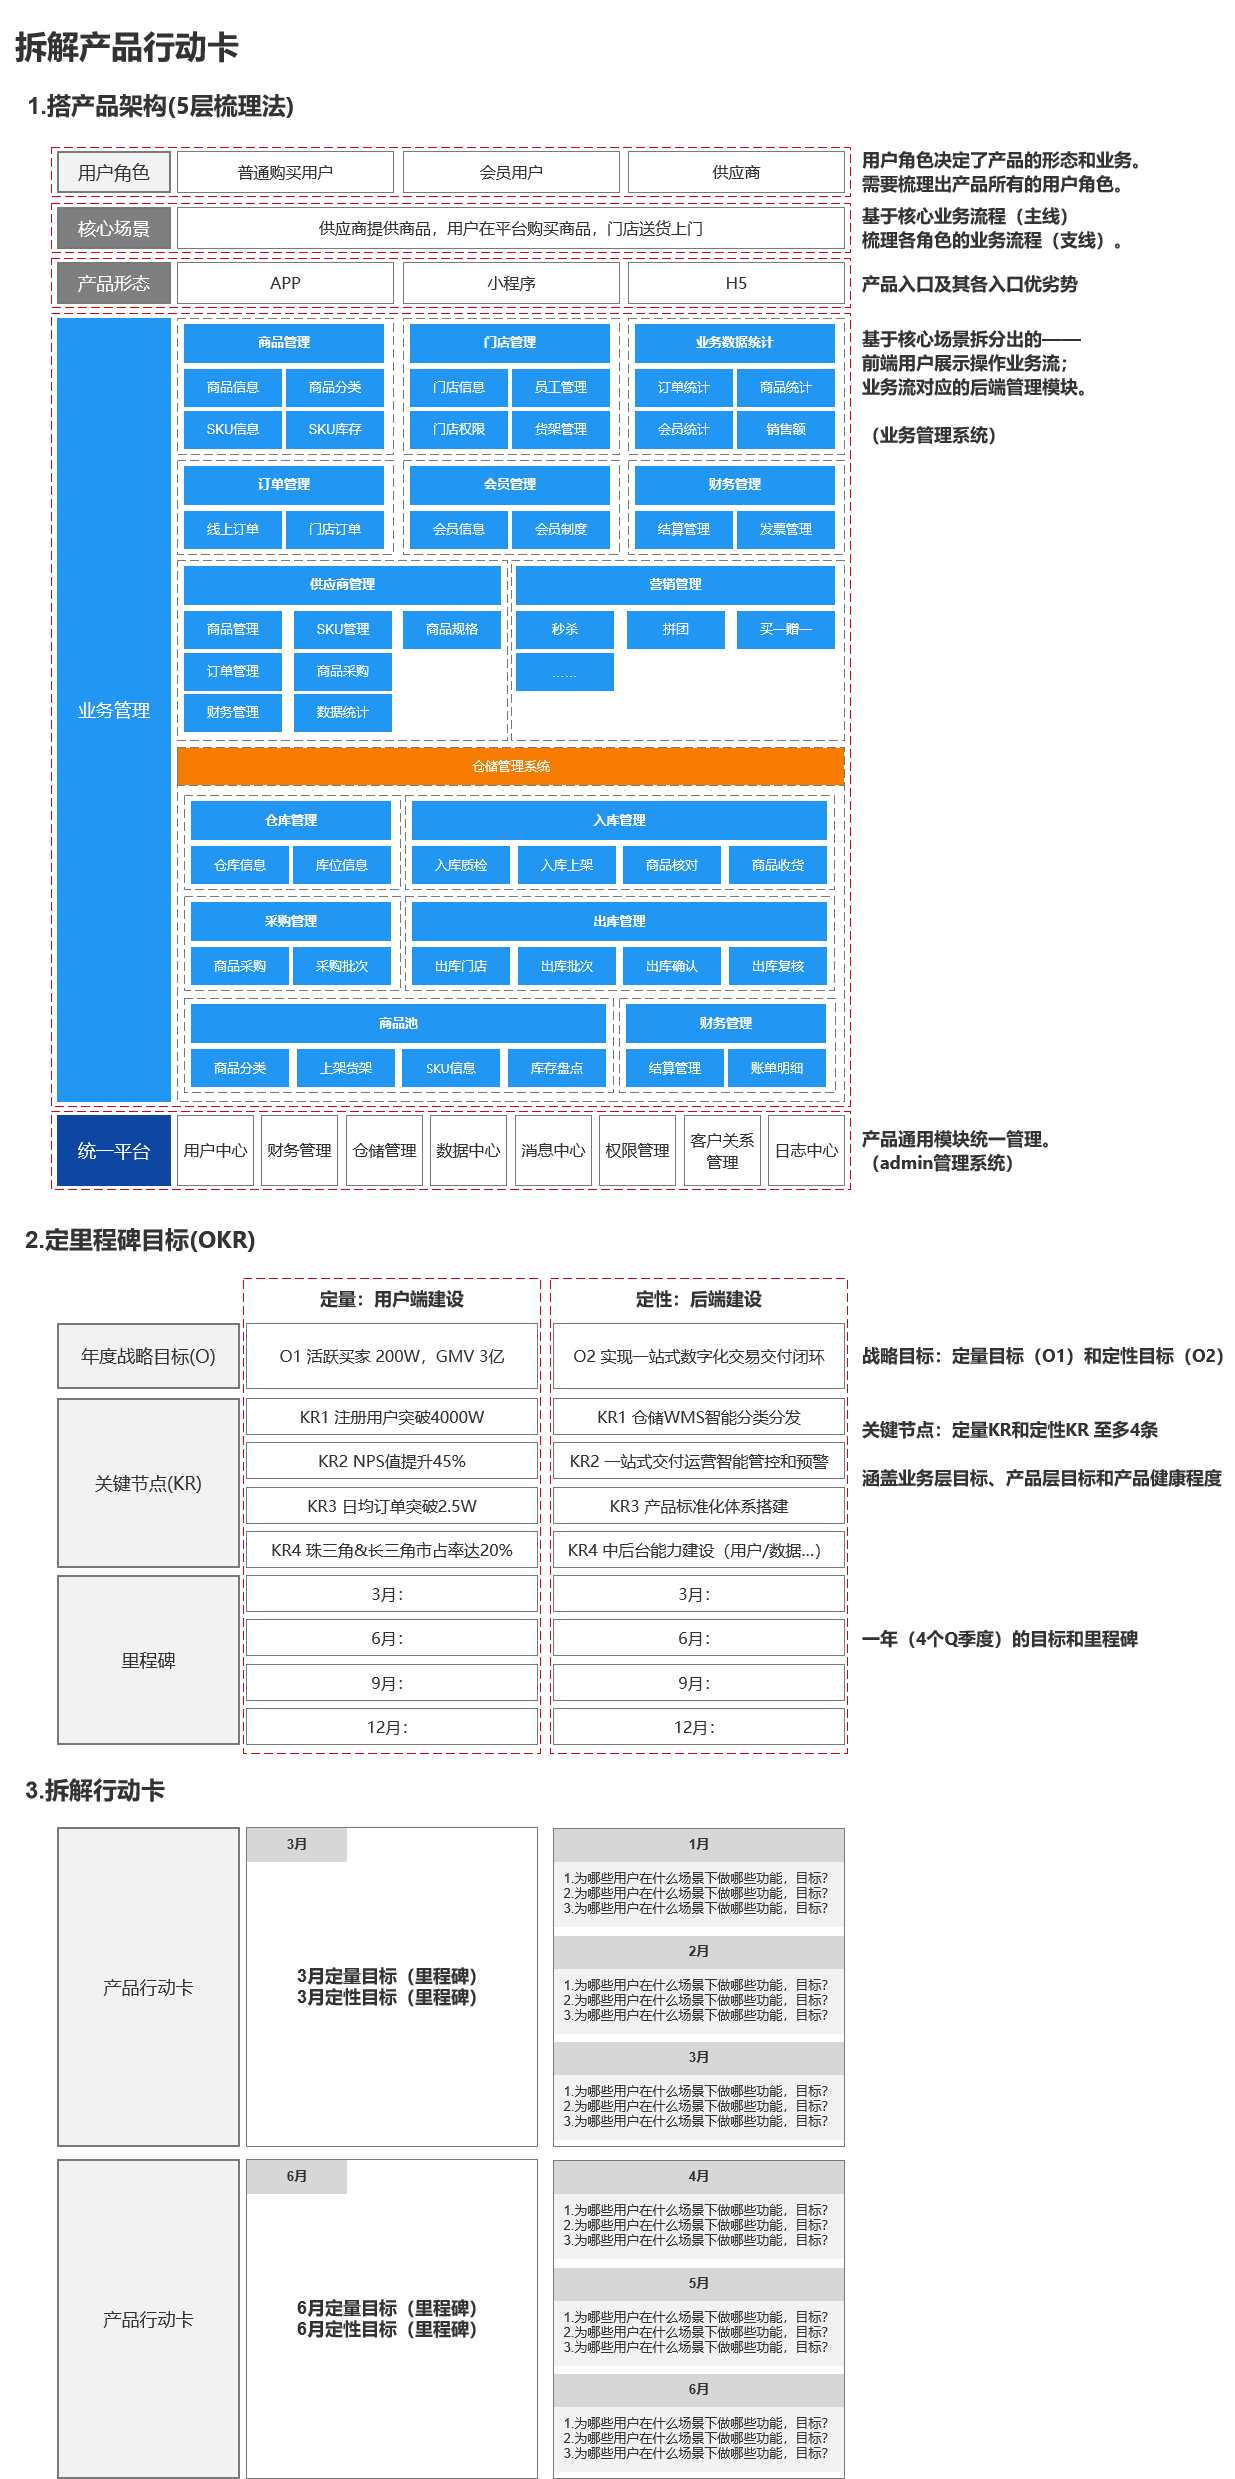 拆解产品行动卡
1.搭产品架构(5层梳理法)
用户角色
普通购买用户
会员用户
供应商
用户角色决定了产品的形态和业务。
需要梳理出产品所有的用户角色。
核心场景
供应商提供商品，用户在平台购买商品，门店送货上门
基于核心业务流程（主线）
梳理各角色的业务流程（支线）。
产品形态
APP
小程序
H5
产品入口及其各入口优劣势
业务管理
商品管理
商品信息
商品分类
SKU信息
SKU库存
门店管理
门店信息
员工管理
门店权限
货架管理
业务数据统计
订单统计
商品统计
会员统计
销售额
基于核心场景拆分出的——
前端用户展示操作业务流；
业务流对应的后端管理模块。
（业务管理系统）
订单管理
线上订单
门店订单
会员管理
会员信息
会员制度
财务管理
结算管理
发票管理
供应商管理
商品管理
SKU管理
商品规格
订单管理
商品采购
财务管理
数据统计
营销管理
秒杀
拼团
买一赠一
……
仓储管理系统
仓库管理
仓库信息
库位信息
入库管理
入库质检
入库上架
商品核对
商品收货
采购管理
商品采购
采购批次
出库管理
出库门店
出库批次
出库确认
出库复核
商品池
商品分类
上架货架
SKU信息
库存盘点
财务管理
结算管理
账单明细
统一平台
用户中心
财务管理
仓储管理
数据中心
消息中心
权限管理
客户关系
管理
日志中心
产品通用模块统一管理。
（admin管理系统）
2.定里程碑目标(OKR)
定量：用户端建设
定性：后端建设
年度战略目标(O)
O1 活跃买家 200W，GMV 3亿
O2 实现一站式数字化交易交付闭环
战略目标：定量目标（O1）和定性目标（O2）
关键节点(KR)
KR1 注册用户突破4000W
KR1 仓储WMS智能分类分发
KR2 NPS值提升45%
KR2 一站式交付运营智能管控和预警
KR3 日均订单突破2.5W
KR3 产品标准化体系搭建
KR4 珠三角&长三角市占率达20%
KR4 中后台能力建设（用户/数据...）
关键节点：定量KR和定性KR 至多4条
涵盖业务层目标、产品层目标和产品健康程度
里程碑
3月：
3月：
6月：
6月：
9月：
9月：
12月：
12月：
一年（4个Q季度）的目标和里程碑
3.拆解行动卡
产品行动卡
3月
3月定量目标（里程碑）
3月定性目标（里程碑）
1月
1.为哪些用户在什么场景下做哪些功能，目标？
2.为哪些用户在什么场景下做哪些功能，目标？
3.为哪些用户在什么场景下做哪些功能，目标？
2月
1.为哪些用户在什么场景下做哪些功能，目标？
2.为哪些用户在什么场景下做哪些功能，目标？
3.为哪些用户在什么场景下做哪些功能，目标？
3月
1.为哪些用户在什么场景下做哪些功能，目标？
2.为哪些用户在什么场景下做哪些功能，目标？
3.为哪些用户在什么场景下做哪些功能，目标？
产品行动卡
6月
6月定量目标（里程碑）
6月定性目标（里程碑）
4月
1.为哪些用户在什么场景下做哪些功能，目标？
2.为哪些用户在什么场景下做哪些功能，目标？
3.为哪些用户在什么场景下做哪些功能，目标？
5月
1.为哪些用户在什么场景下做哪些功能，目标？
2.为哪些用户在什么场景下做哪些功能，目标？
3.为哪些用户在什么场景下做哪些功能，目标？
6月
1.为哪些用户在什么场景下做哪些功能，目标？
2.为哪些用户在什么场景下做哪些功能，目标？
3.为哪些用户在什么场景下做哪些功能，目标？